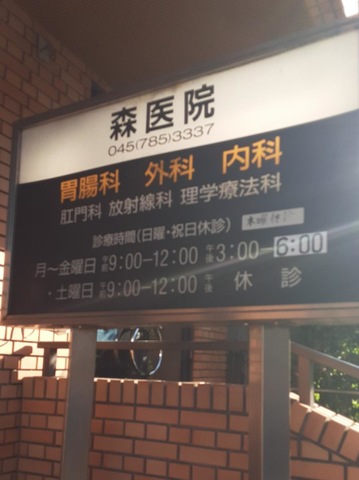 森医院
045(785)3337
胃腸科 外科 内科
肛門科 放射線科 理学療法科
診療時間(日曜・祝日休診)
月~金曜日 午前9:00-12:00 午後3:00-6:00
・土曜日 午前9:00-12:00 午後 休診